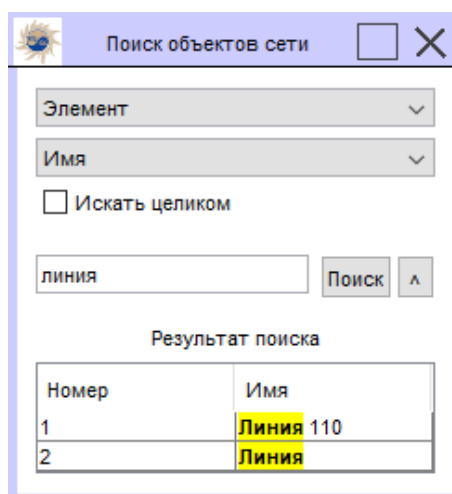 Поиск объектов сети
Элемент
Имя
Искать целиком
линия
Поиск ^
Результат поиска
Номер Имя
1 Линия 110
2 Линия